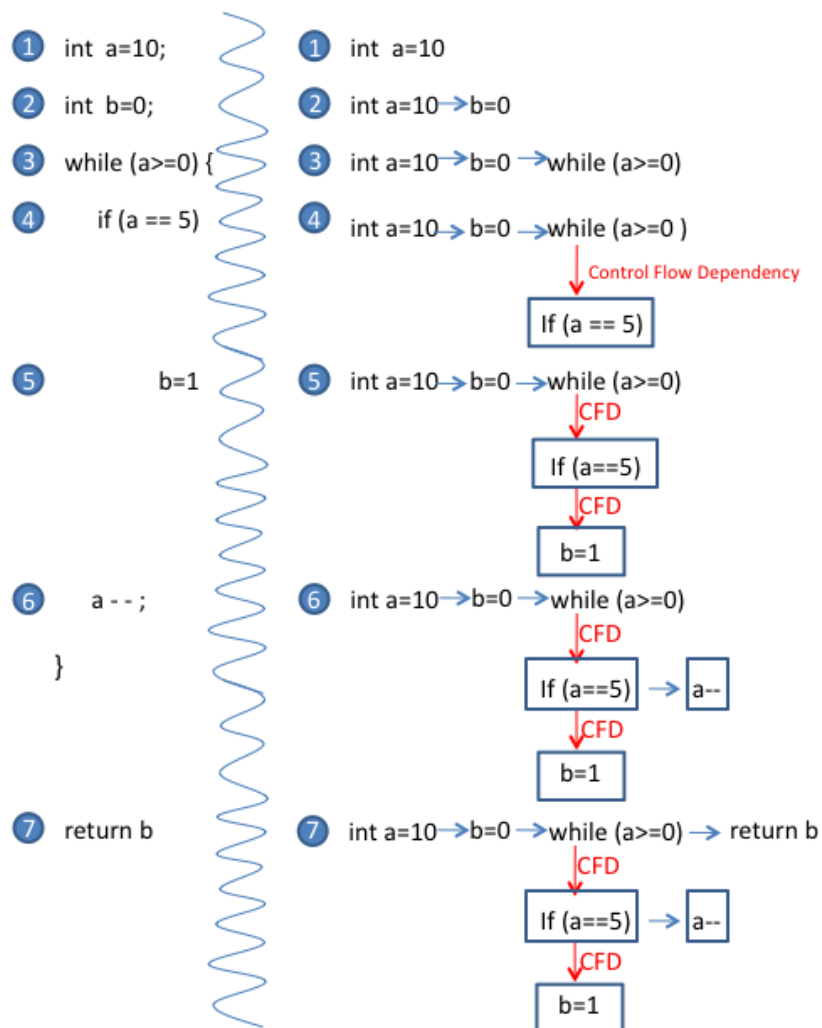 1 int a=10; 1 int a=10
2 int b=0; 2 int a=10 b=0
3 while (a>=0) { 3 int a=10 b=0 while (a>=0)
4 if (a == 5) 4 int a=10 b=0 while (a>=0 )
Control Flow Dependency
If (a == 5)
5 b=1 5 int a=10 b=0 while (a>=0)
CFD
If (a==5)
CFD
b=1
6 a - - ; 6 int a=10 b=0 while (a>=0)
CFD
} If (a==5) a--
CFD
b=1
7 return b 7 int a=10 b=0 while (a>=0) return b
CFD
If (a==5) a--
CFD
b=1